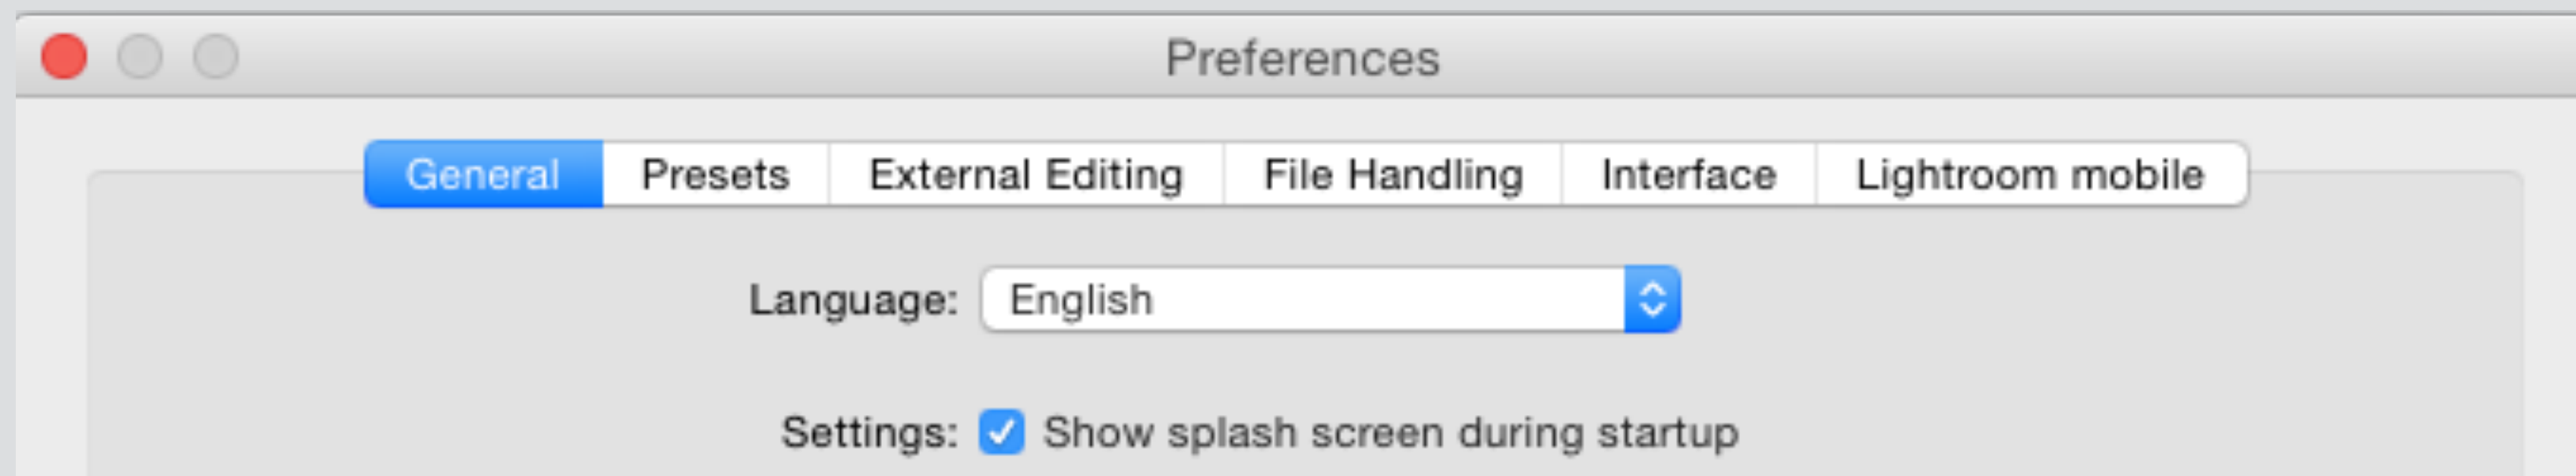 Preferences
General Presets External Editing File Handling Interface Lightroom mobile
Language: English
Settings: Show splash screen during startup